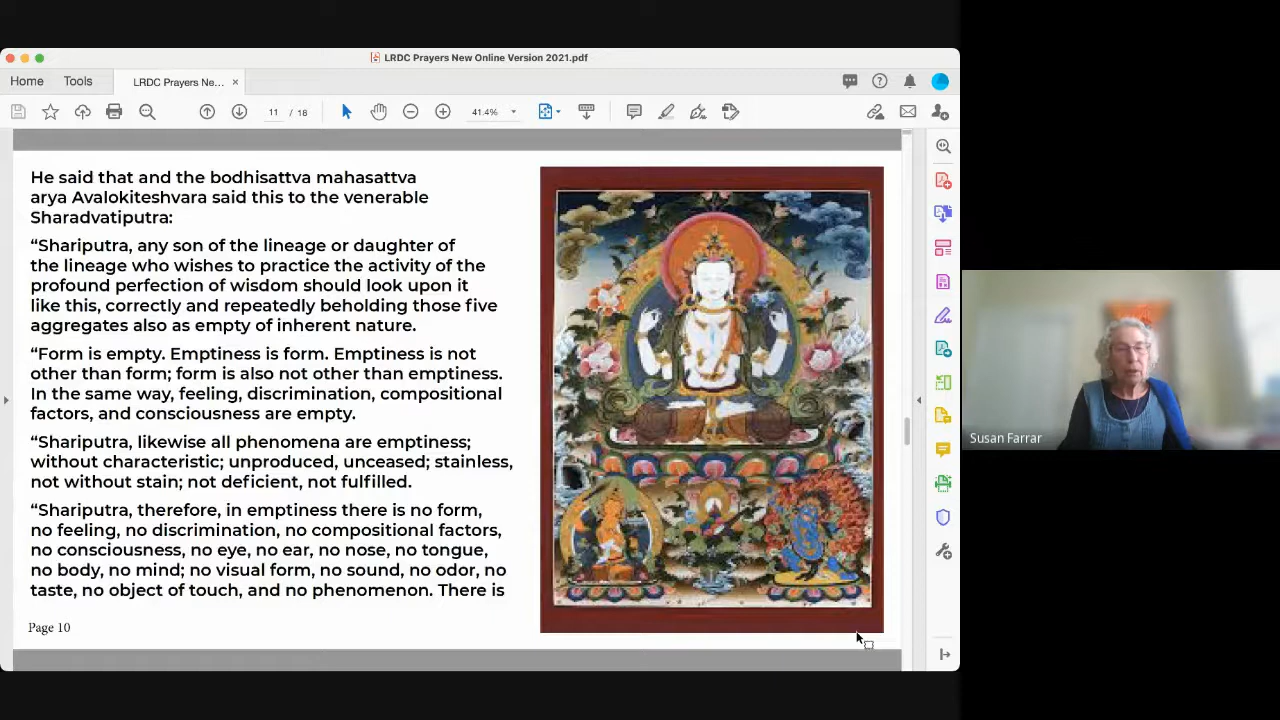 LRDC Prayers New Online Version 2021.pdf
Home Tools LRDC Prayers Ne... ×
11 / 18 41.4%
He said that and the bodhisattva mahasattva
arya Avalokiteshvara said this to the venerable
Sharadvatiputra:
“Shariputra, any son of the lineage or daughter of
the lineage who wishes to practice the activity of the
profound perfection of wisdom should look upon it
like this, correctly and repeatedly beholding those five
aggregates also as empty of inherent nature.
“Form is empty. Emptiness is form. Emptiness is not
other than form; form is also not other than emptiness.
In the same way, feeling, discrimination, compositional
factors, and consciousness are empty.
“Shariputra, likewise all phenomena are emptiness;
without characteristic; unproduced, unceased; stainless,
not without stain; not deficient, not fulfilled.
“Shariputra, therefore, in emptiness there is no form,
no feeling, no discrimination, no compositional factors,
no consciousness, no eye, no ear, no nose, no tongue,
no body, no mind; no visual form, no sound, no odor, no
taste, no object of touch, and no phenomenon. There is
Page 10
Susan Farrar